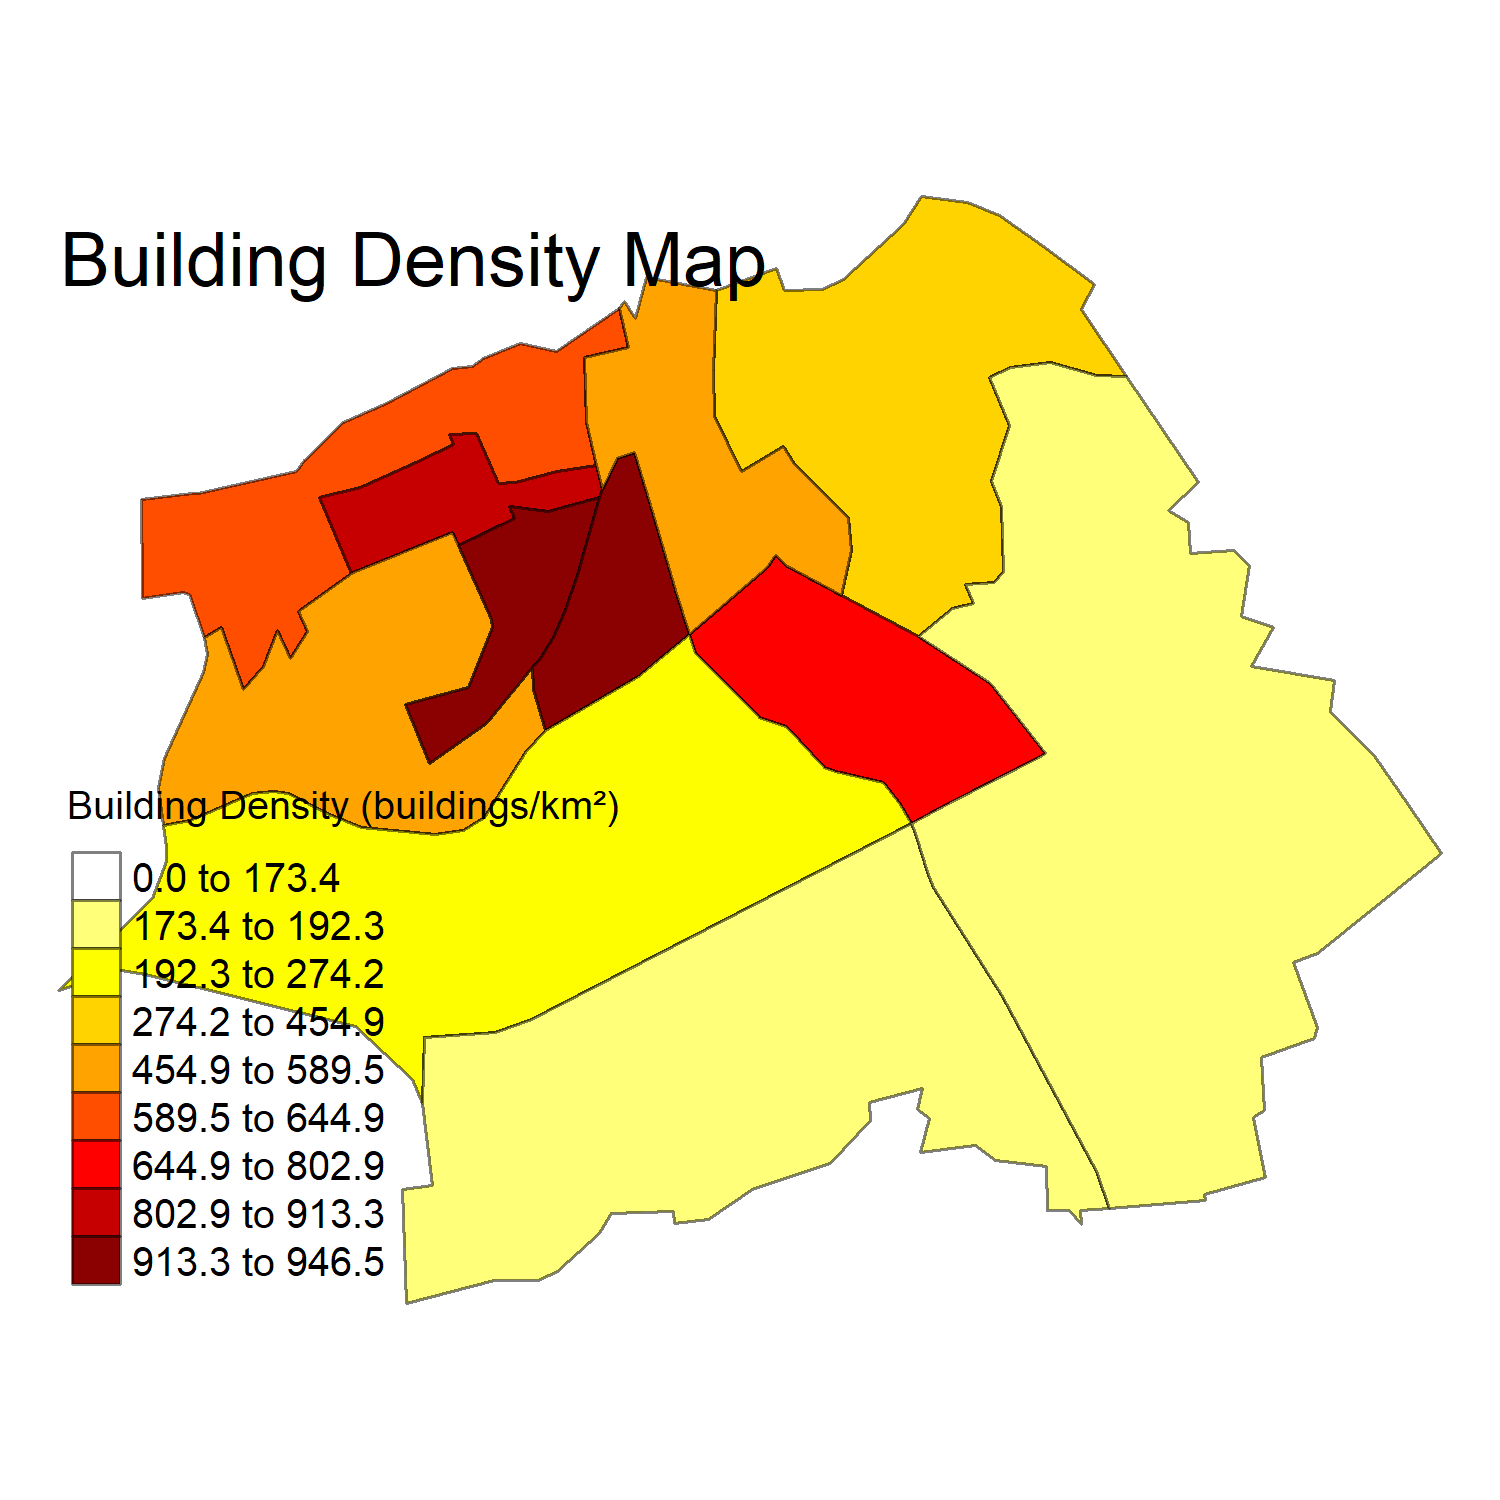 Building Density Map
Building Density (buildings/km²)
0.0 to 173.4
173.4 to 192.3
192.3 to 274.2
274.2 to 454.9
454.9 to 589.5
589.5 to 644.9
644.9 to 802.9
802.9 to 913.3
913.3 to 946.5